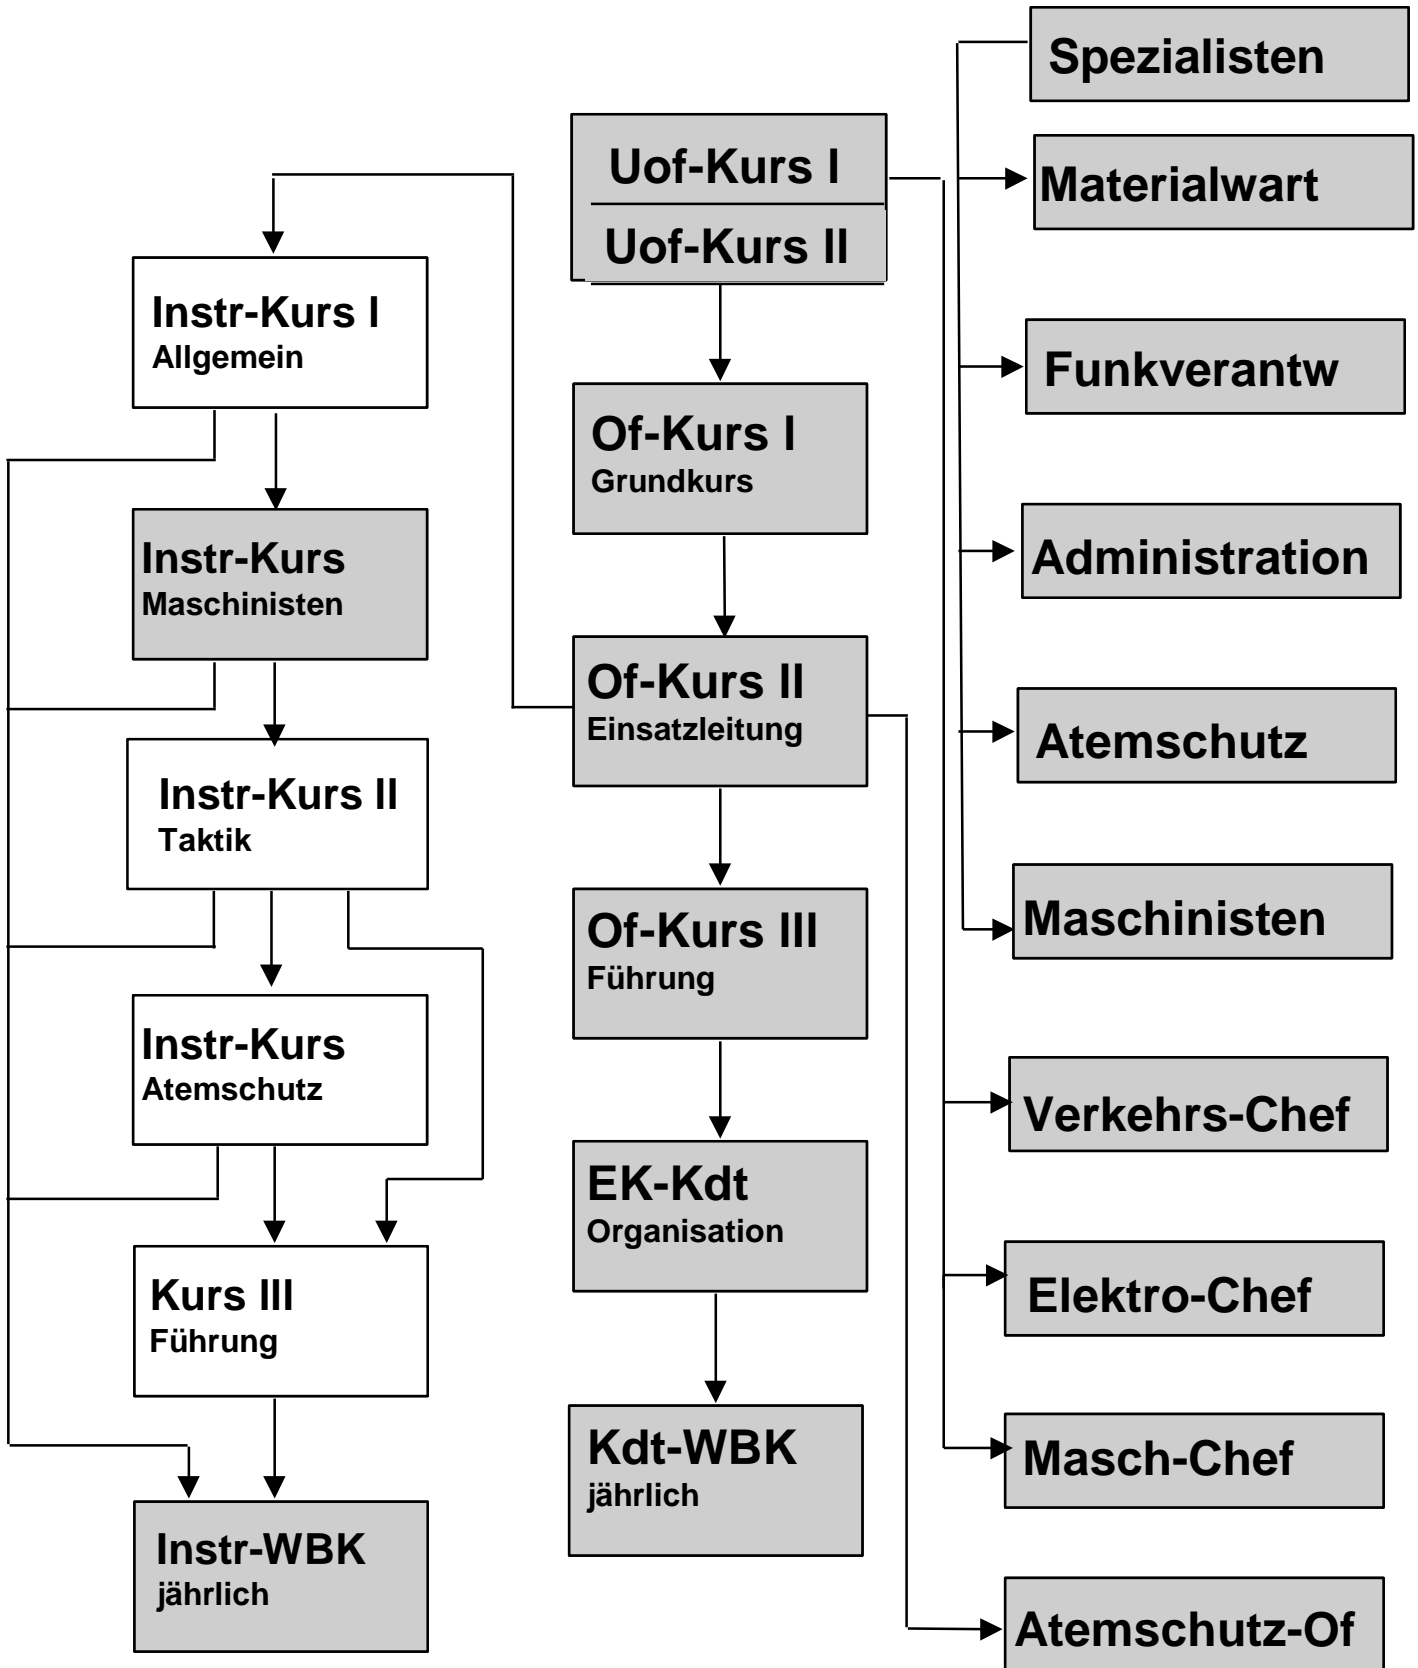 Spezialisten
Uof-Kurs I
Materialwart
Uof-Kurs II
Instr-Kurs I
Allgemein
Funkverantw
Of-Kurs I
Grundkurs
Instr-Kurs
Maschinisten
Administration
Of-Kurs II
Einsatzleitung
Atemschutz
Instr-Kurs II
Taktik
Of-Kurs III
Führung
Maschinisten
Instr-Kurs
Atemschutz
Verkehrs-Chef
EK-Kdt
Organisation
Kurs III
Führung
Elektro-Chef
Kdt-WBK
jährlich
Masch-Chef
Instr-WBK
jährlich
Atemschutz-Of